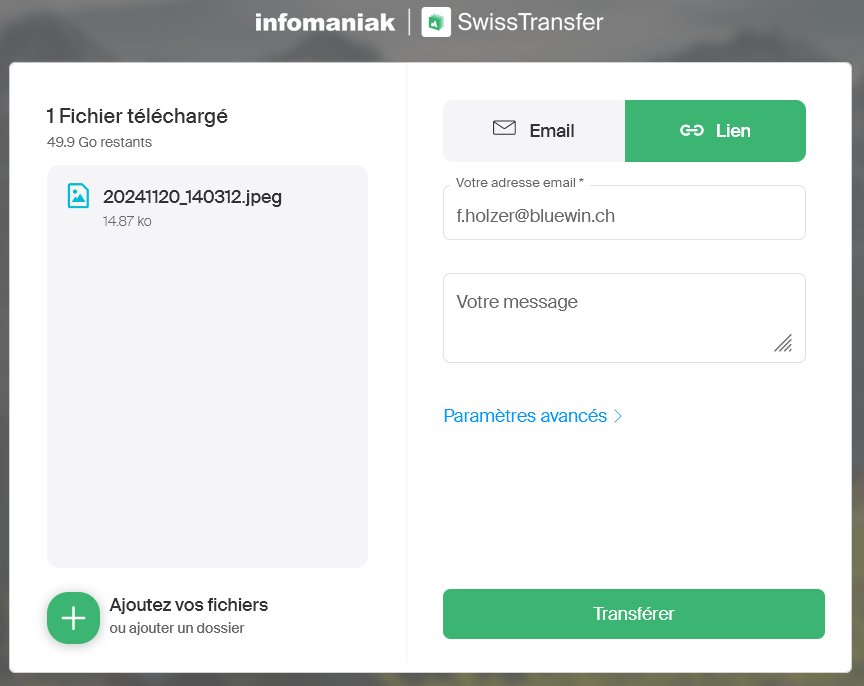 infomaniak | SwissTransfer
1 Fichier téléchargé
49.9 Go restants
20241120_140312.jpeg
14.87 ko
Ajoutez vos fichiers
ou ajouter un dossier
Email
Lien
Votre adresse email *
f.holzer@bluewin.ch
Votre message
Paramètres avancés
Transférer